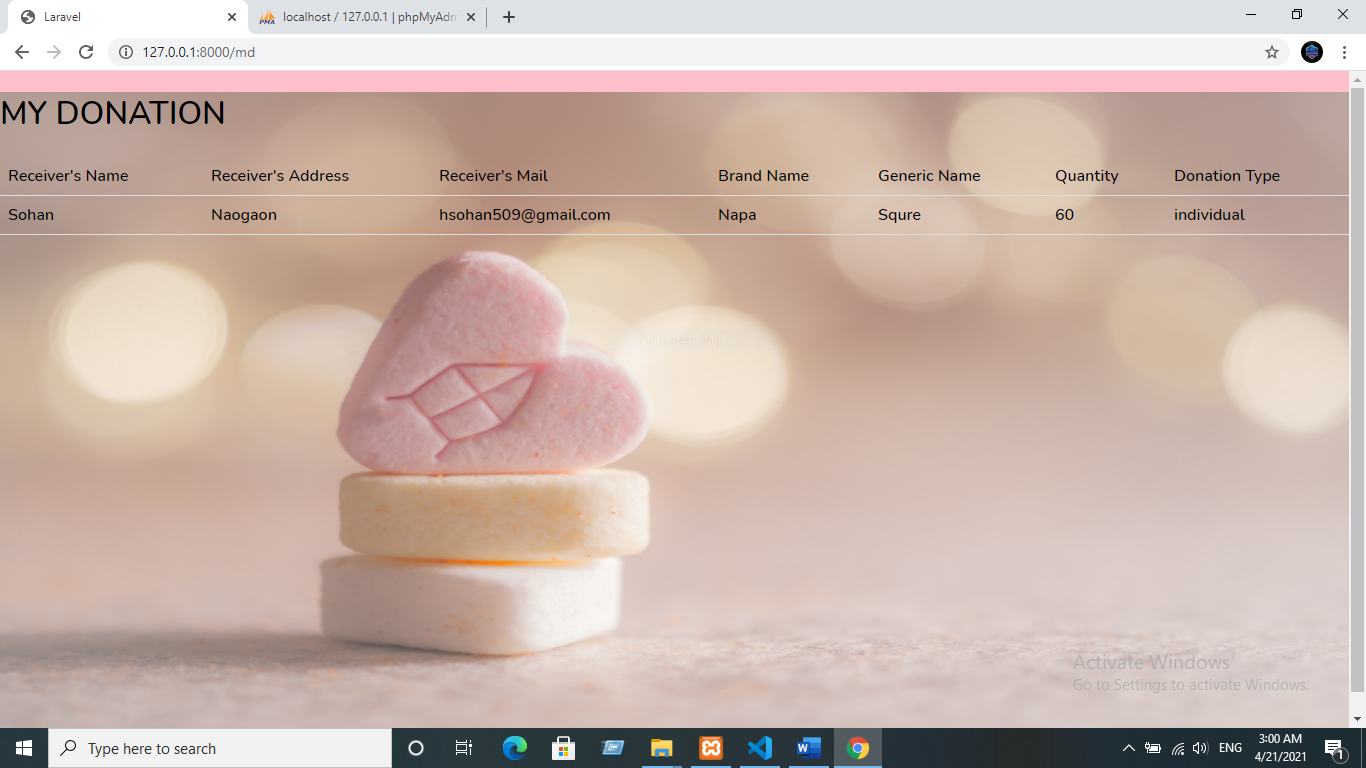 Laravel
localhost / 127.0.0.1 | phpMyAdm
127.0.0.1:8000/md
MY DONATION
Receiver's Name Receiver's Address Receiver's Mail Brand Name Generic Name Quantity Donation Type
Sohan Naogaon hsohan509@gmail.com Napa Squre 60 individual
Full-screen Snip
Activate Windows
Go to Settings to activate Windows.
Type here to search
ENG
3:00 AM
4/21/2021
1